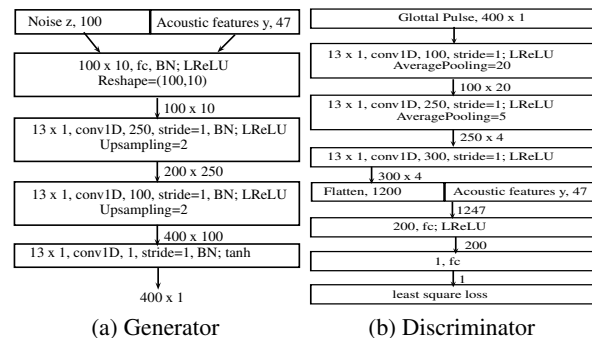 Noise z, 100
Acoustic features y, 47
100 x 10, fc, BN; LReLU
Reshape=(100,10)
100 x 10
13 x 1, conv1D, 250, stride=1, BN; LReLU
Upsampling=2
200 x 250
13 x 1, conv1D, 100, stride=1, BN; LReLU
Upsampling=2
400 x 100
13 x 1, conv1D, 1, stride=1, BN; tanh
400 x 1
(a) Generator
Glottal Pulse, 400 x 1
13 x 1, conv1D, 100, stride=1; LReLU
AveragePooling=20
100 x 20
13 x 1, conv1D, 250, stride=1; LReLU
AveragePooling=5
250 x 4
13 x 1, conv1D, 300, stride=1; LReLU
300 x 4
Flatten, 1200
Acoustic features y, 47
1247
200, fc; LReLU
200
1, fc
1
least square loss
(b) Discriminator